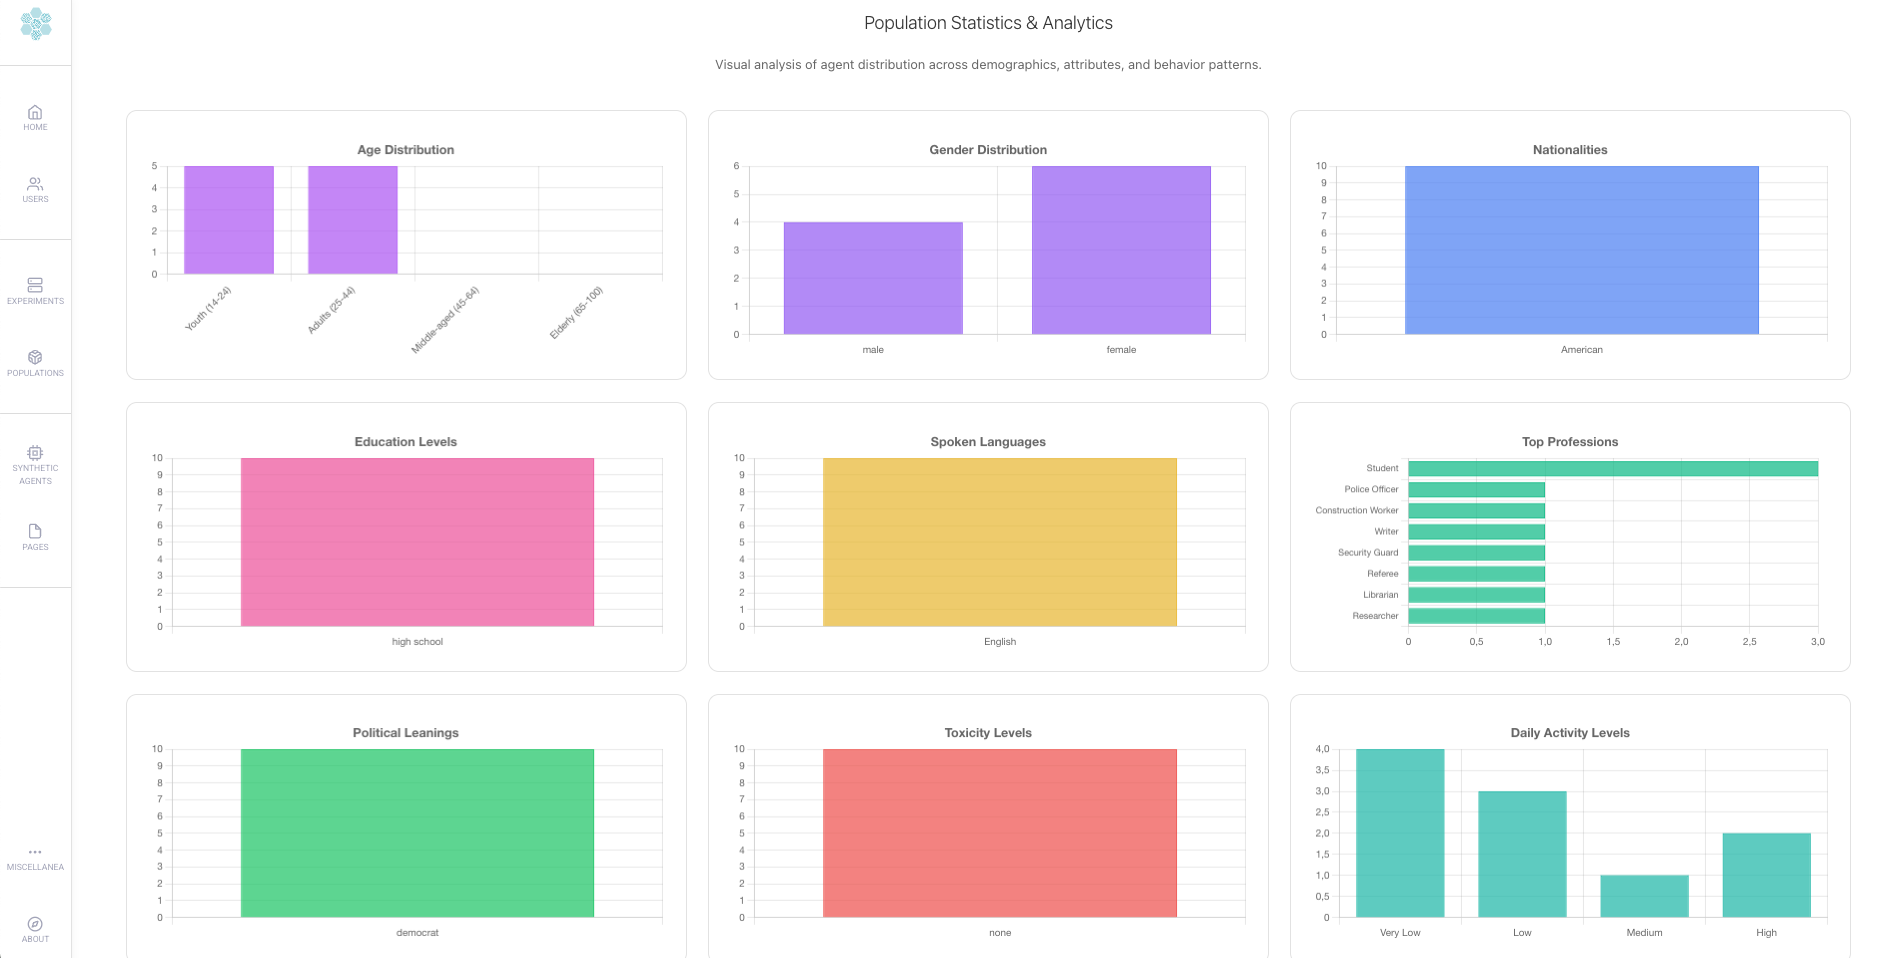 Population Statistics & Analytics
Visual analysis of agent distribution across demographics, attributes, and behavior patterns.
HOME
USERS
EXPERIMENTS
POPULATIONS
SYNTHETIC
AGENTS
PAGES
MISCELLANEA
ABOUT
Age Distribution
5
4
3
2
1
0
Youth (14-24)
Adults (25-44)
Middle-aged (45-64)
Elderly (65-100)
Gender Distribution
6
5
4
3
2
1
0
male
female
Nationalities
10
9
8
7
6
5
4
3
2
1
0
American
Education Levels
10
9
8
7
6
5
4
3
2
1
0
high school
Spoken Languages
10
9
8
7
6
5
4
3
2
1
0
English
Top Professions
Student
Police Officer
Construction Worker
Writer
Security Guard
Referee
Librarian
Researcher
0 0,5 1,0 1,5 2,0 2,5 3,0
Political Leanings
10
9
8
7
6
5
4
3
2
1
0
democrat
Toxicity Levels
10
9
8
7
6
5
4
3
2
1
0
none
Daily Activity Levels
4,0
3,5
3,0
2,5
2,0
1,5
1,0
0,5
0
Very Low
Low
Medium
High